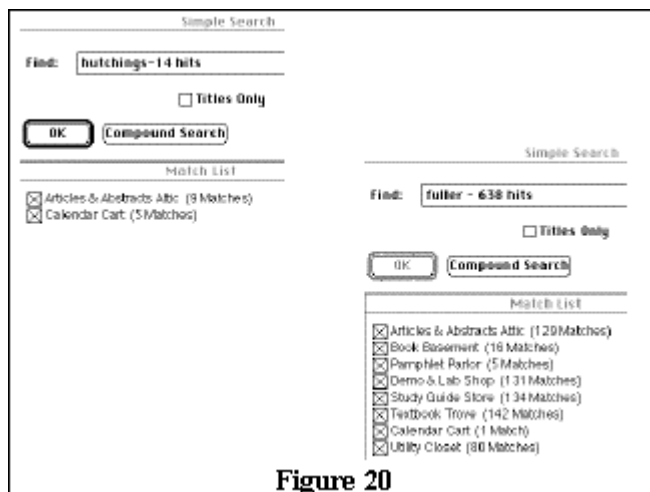 Simple Search
Find: hutchings-14 hits
Titles Only
OK Compound Search
Match List
Articles & Abstracts Attic (9 Matches)
Calendar Cart (5 Matches)
Simple Search
Find: fuller - 638 hits
Titles Only
OK Compound Search
Match List
Articles & Abstracts Attic (129 Matches)
Book Basement (16 Matches)
Pamphlet Parlor (5 Matches)
Demo & Lab Shop (131 Matches)
Study Guide Store (134 Matches)
Textbook Trove (142 Matches)
Calendar Cart (1 Match)
Utility Closet (80 Matches)
Figure 20